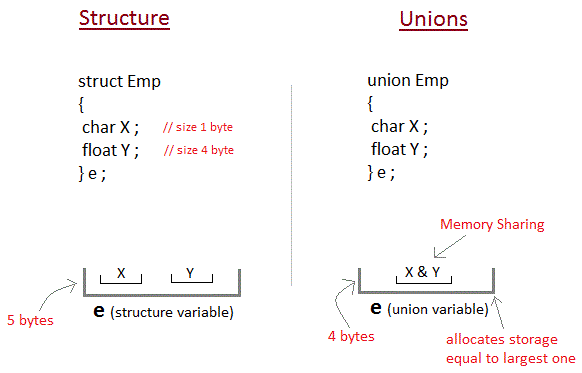 Structure
struct Emp
{
char X ; // size 1 byte
float Y ; // size 4 byte
} e ;
X Y
5 bytes
e (structure variable)
Unions
union Emp
{
char X ;
float Y ;
} e ;
Memory Sharing
X & Y
e (union variable)
4 bytes
allocates storage
equal to largest one